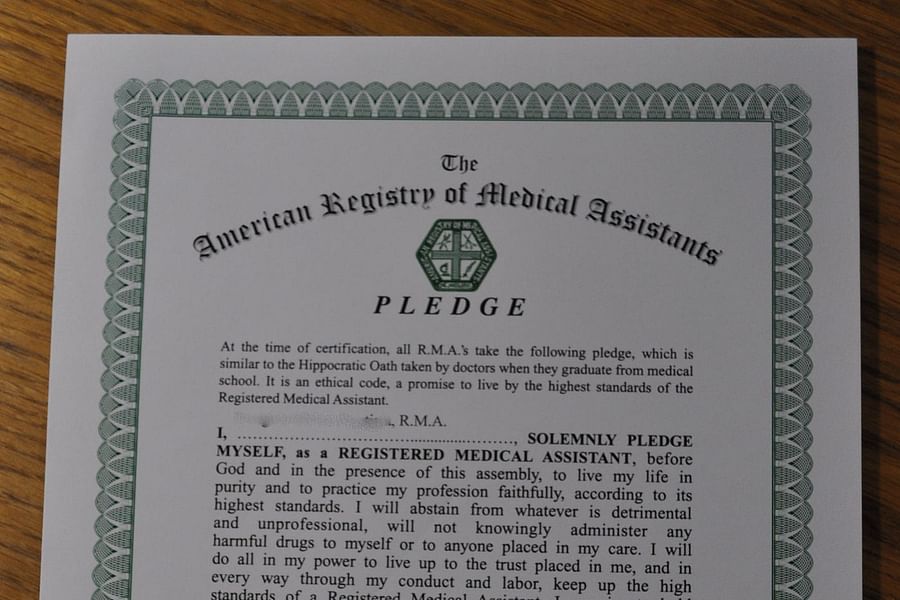 The
American Registry of Medical Assistants
PLEDGE
At the time of certification, all R.M.A.'s take the following pledge, which is
similar to the Hippocratic Oath taken by doctors when they graduate from medical
school. It is an ethical code, a promise to live by the highest standards of the
Registered Medical Assistant.
, R.M.A.
I, ............................................................, SOLEMNLY PLEDGE
MYSELF, as a REGISTERED MEDICAL ASSISTANT, before
God and in the presence of this assembly, to live my life in
purity and to practice my profession faithfully, according to its
highest standards. I will abstain from whatever is detrimental
and unprofessional, will not knowingly administer any
harmful drugs to myself or to anyone placed in my care. I will
do all in my power to live up to the trust placed in me, and in
every way through my conduct and labor, keep up the high
standards of a Registered Medical Assistant.